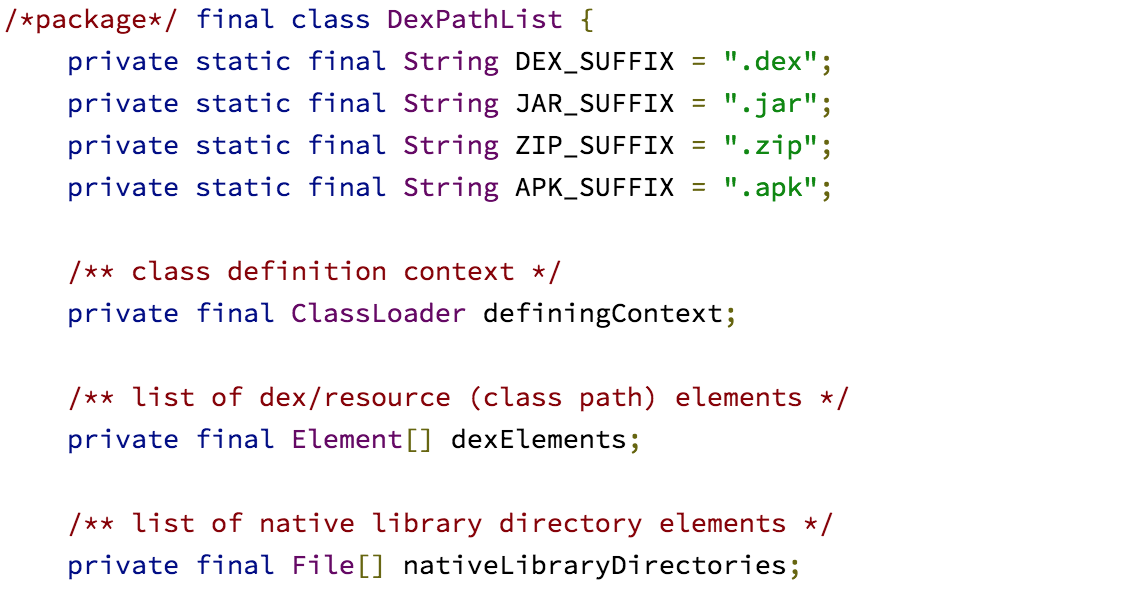 /*package*/ final class DexPathList {
    private static final String DEX_SUFFIX = ".dex";
    private static final String JAR_SUFFIX = ".jar";
    private static final String ZIP_SUFFIX = ".zip";
    private static final String APK_SUFFIX = ".apk";

    /** class definition context */
    private final ClassLoader definingContext;

    /** list of dex/resource (class path) elements */
    private final Element[] dexElements;

    /** list of native library directory elements */
    private final File[] nativeLibraryDirectories;